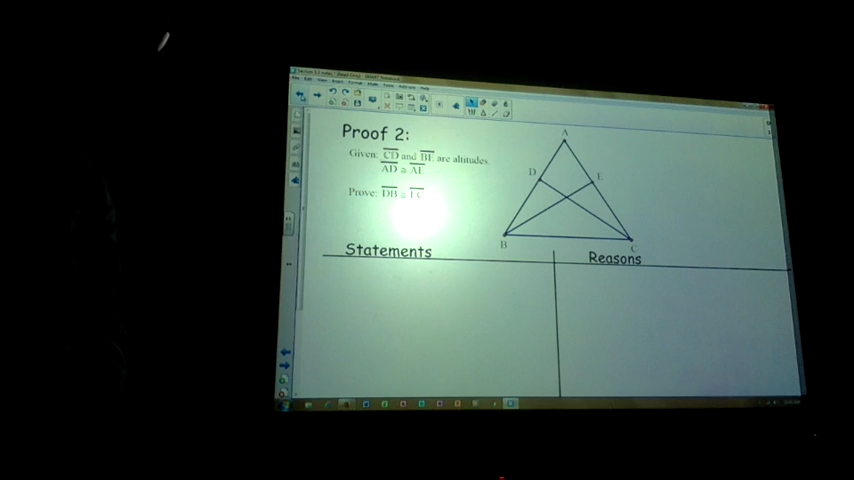 Proof 2:
Given: CD and BE are altitudes
AD ≅ AE
Prove: DB ≅ EC
A
D
E
B
C
Statements
Reasons